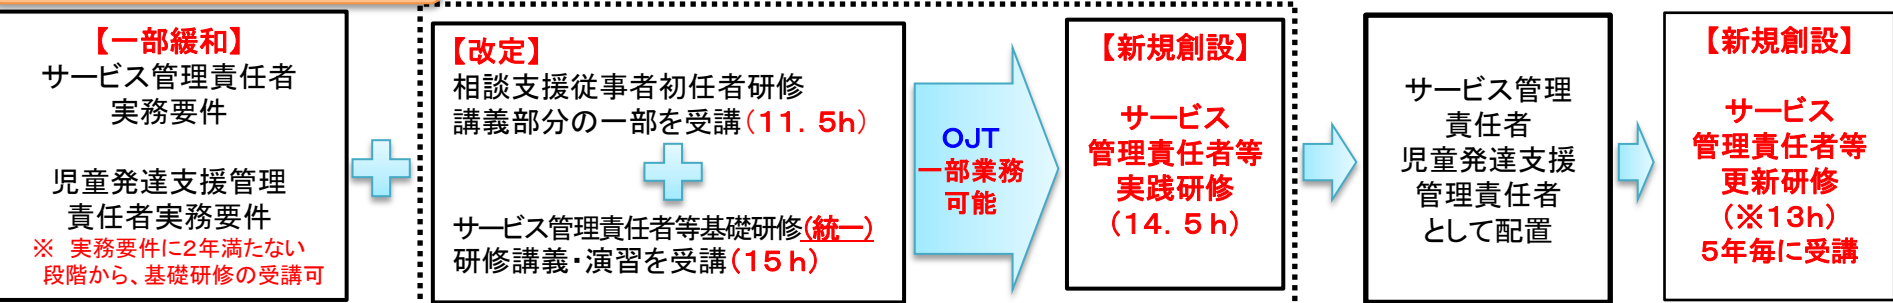 【一部緩和】
サービス管理責任者
実務要件
児童発達支援管理
責任者実務要件
※ 実務要件に2年満たない
段階から、基礎研修の受講可
【改定】
相談支援従事者初任者研修
講義部分の一部を受講(11.5h)
サービス管理責任者等基礎研修(統一)
研修講義・演習を受講(15h)
OJT
一部業務
可能
【新規創設】
サービス
管理責任者等
実践研修
(14.5h)
サービス管理
責任者
児童発達支援
管理責任者
として配置
【新規創設】
サービス
管理責任者等
更新研修
(※13h)
5年毎に受講